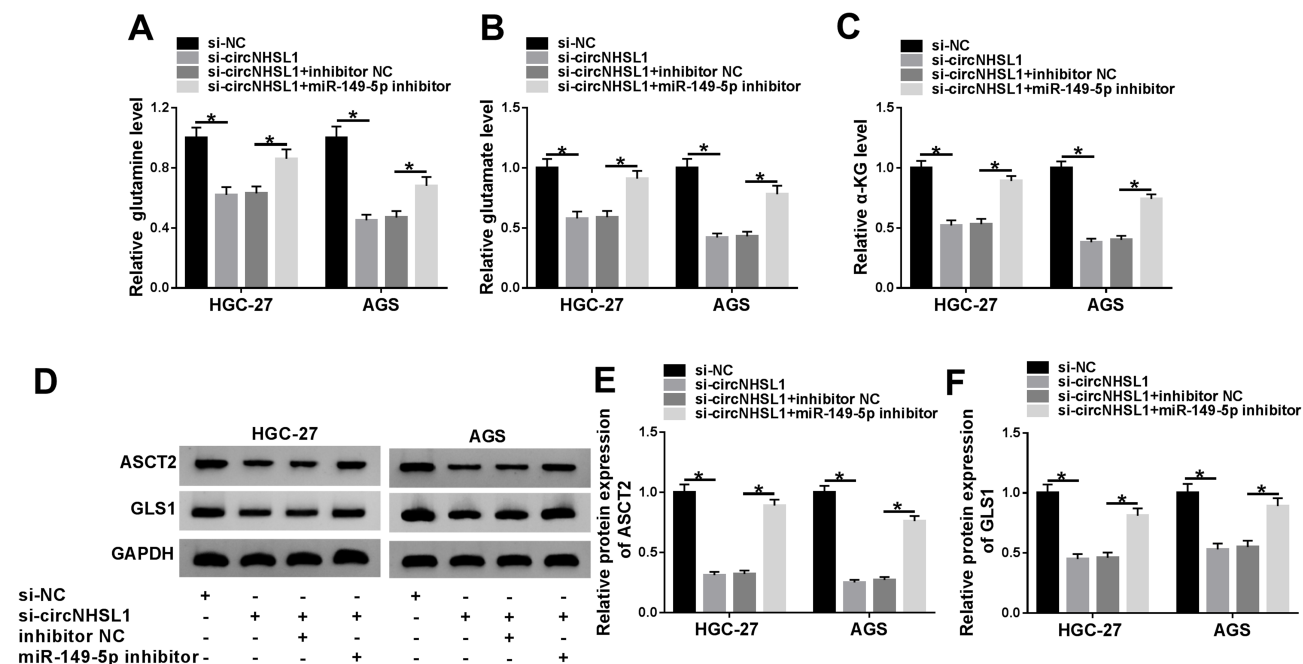 A
si-NC
si-circNHSL1
si-circNHSL1+inhibitor NC
si-circNHSL1+miR-149-5p inhibitor
Relative glutamine level
1.2
0.8
0.4
0.0
*
*
*
*
HGC-27
AGS
B
si-NC
si-circNHSL1
si-circNHSL1+inhibitor NC
si-circNHSL1+miR-149-5p inhibitor
Relative glutamate level
1.5
1.0
0.5
0.0
*
*
*
*
HGC-27
AGS
C
si-NC
si-circNHSL1
si-circNHSL1+inhibitor NC
si-circNHSL1+miR-149-5p inhibitor
Relative α-KG level
1.5
1.0
0.5
0.0
*
*
*
*
HGC-27
AGS
D
HGC-27
AGS
ASCT2
GLS1
GAPDH
si-NC + - - - + - - -
si-circNHSL1 - + + + - + + +
inhibitor NC - - + - - - + -
miR-149-5p inhibitor - - - + - - - +
E
si-NC
si-circNHSL1
si-circNHSL1+inhibitor NC
si-circNHSL1+miR-149-5p inhibitor
Relative protein expression
of ASCT2
1.5
1.0
0.5
0.0
*
*
*
*
HGC-27
AGS
F
si-NC
si-circNHSL1
si-circNHSL1+inhibitor NC
si-circNHSL1+miR-149-5p inhibitor
Relative protein expression
of GLS1
1.5
1.0
0.5
0.0
*
*
*
*
HGC-27
AGS